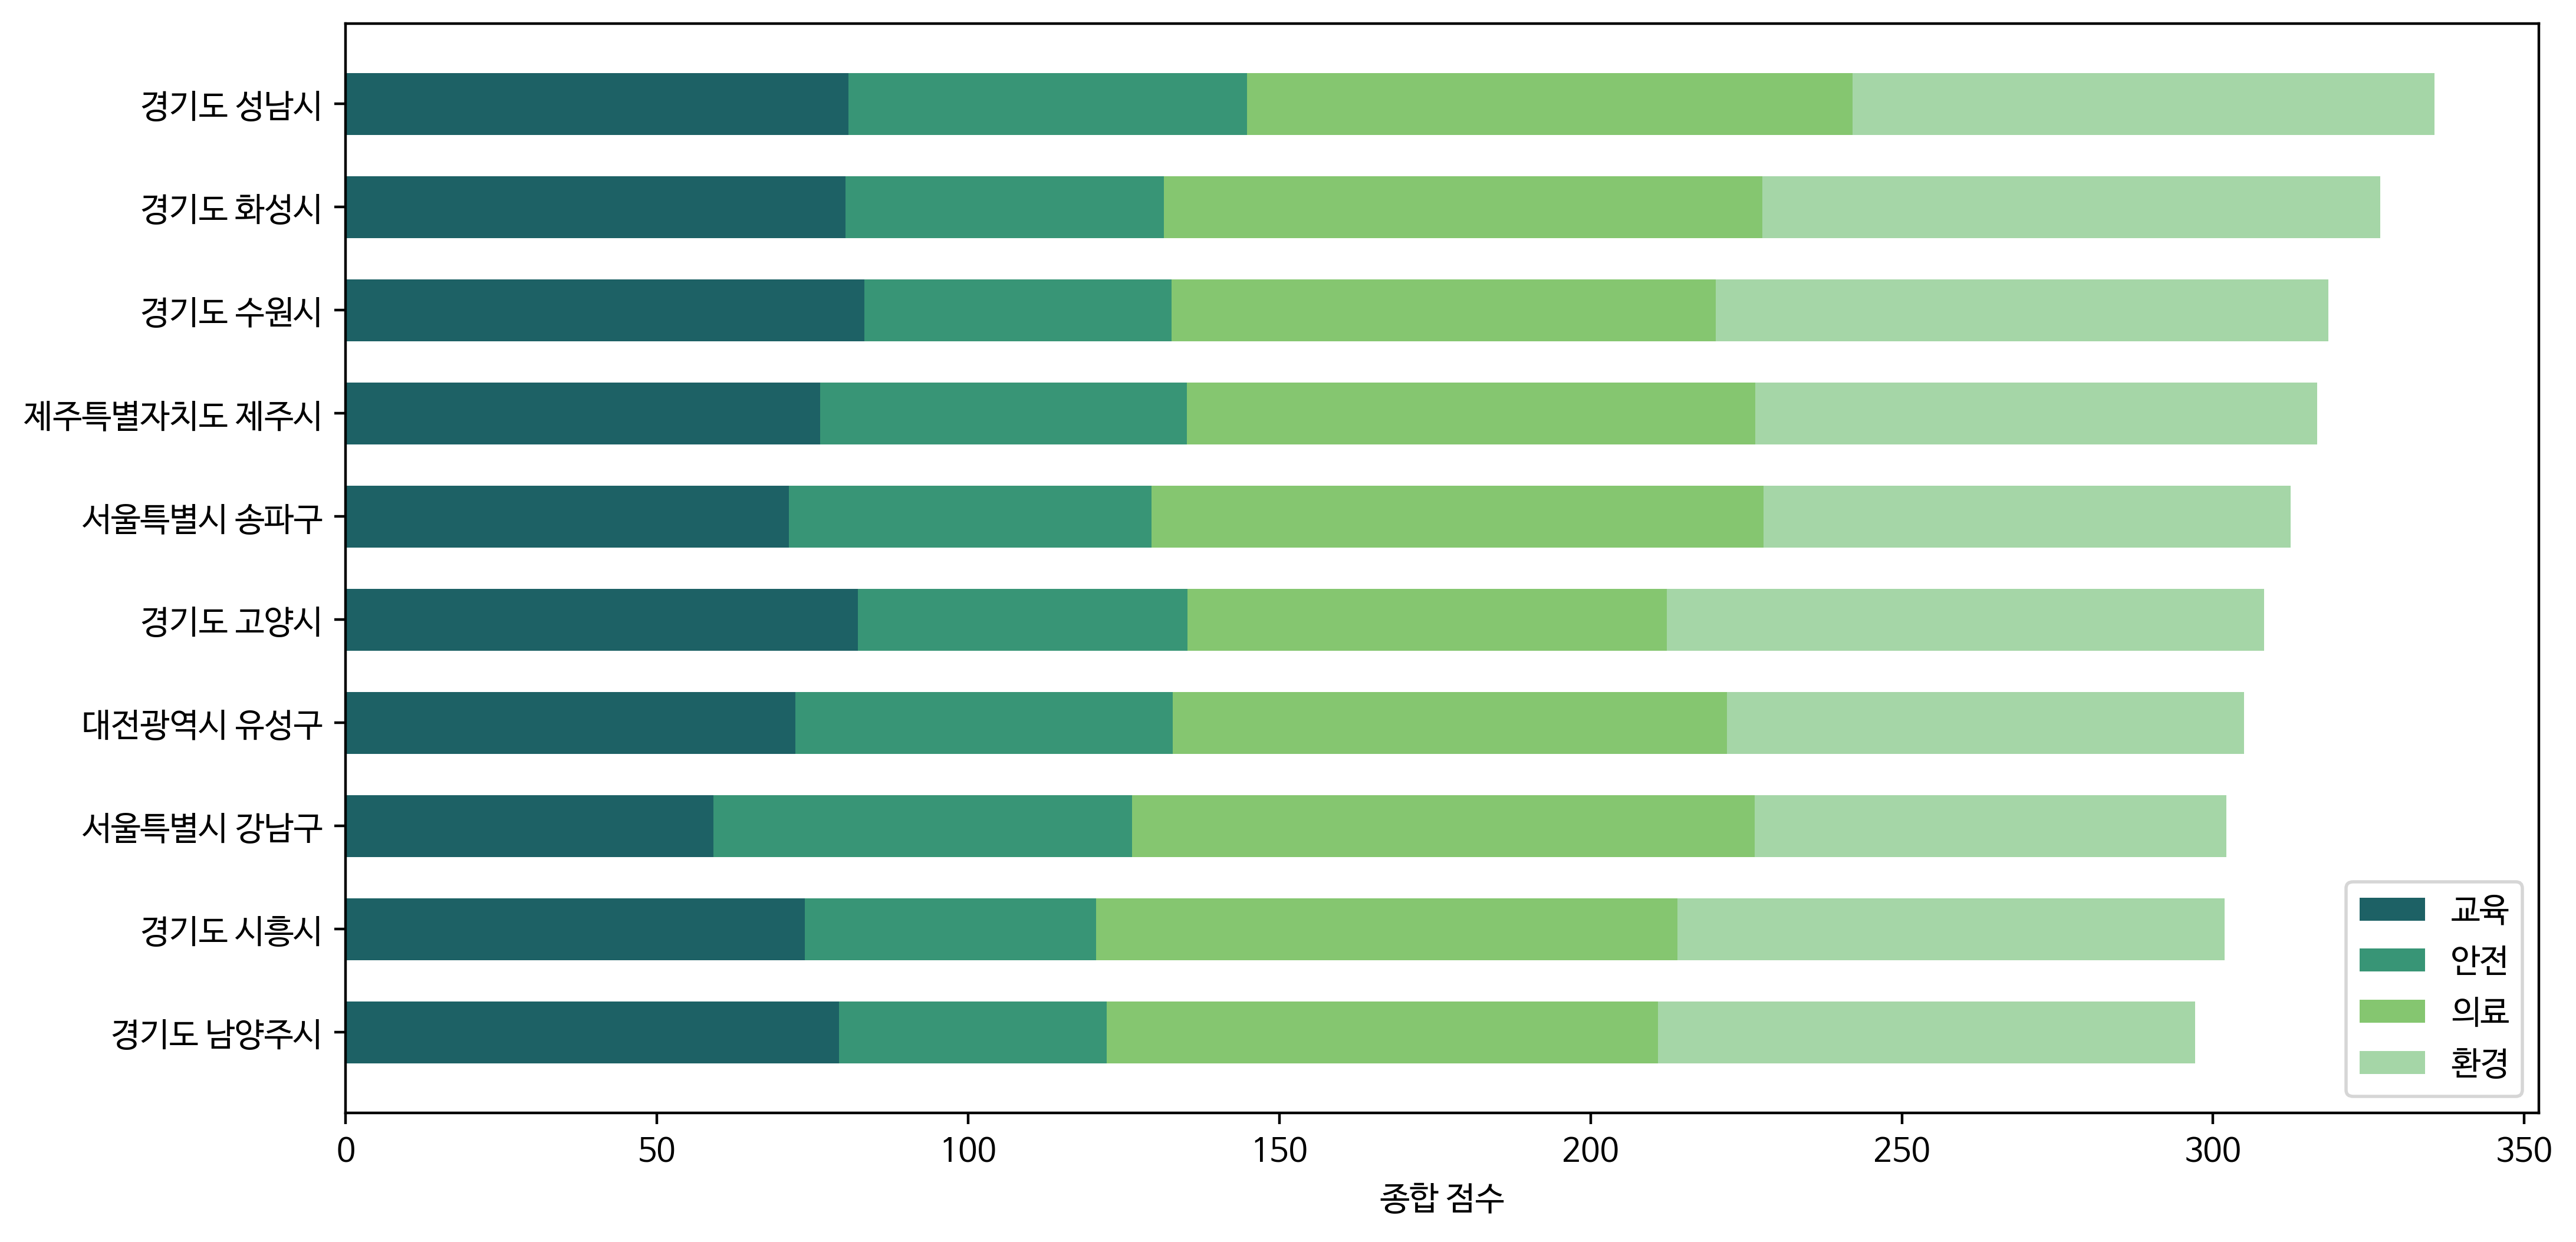 경기도 성남시
경기도 화성시
경기도 수원시
제주특별자치도 제주시
서울특별시 송파구
경기도 고양시
대전광역시 유성구
서울특별시 강남구
경기도 시흥시
경기도 남양주시
교육
안전
의료
환경
0 50 100 150 200 250 300 350
종합 점수